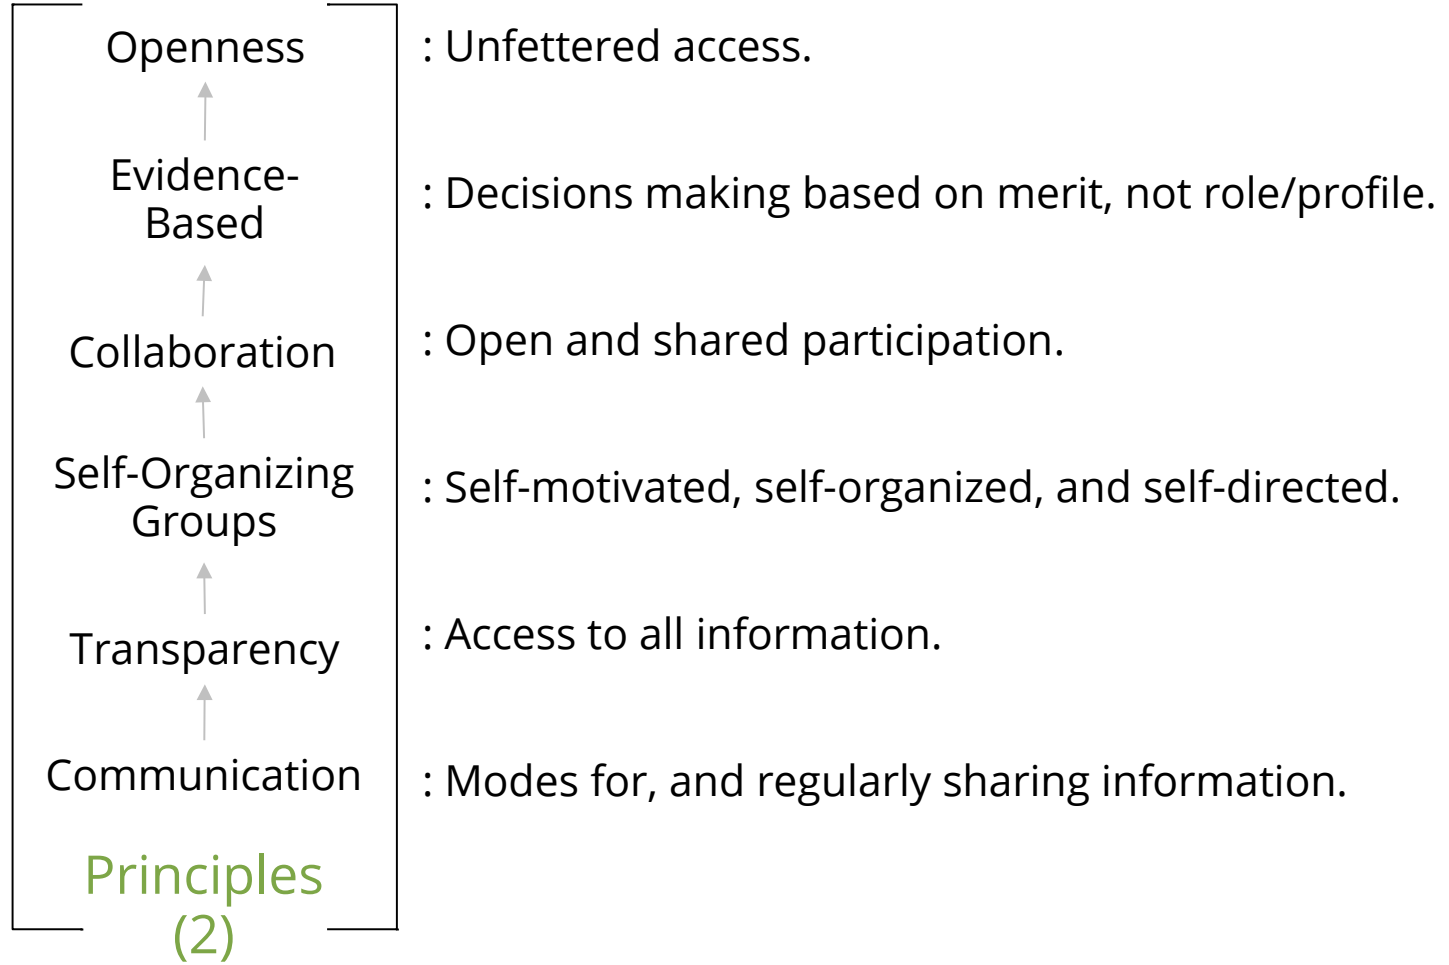 Openness
: Unfettered access.
Evidence-
Based
: Decisions making based on merit, not role/profile.
Collaboration
: Open and shared participation.
Self-Organizing
Groups
: Self-motivated, self-organized, and self-directed.
Transparency
: Access to all information.
Communication
: Modes for, and regularly sharing information.
Principles
(2)